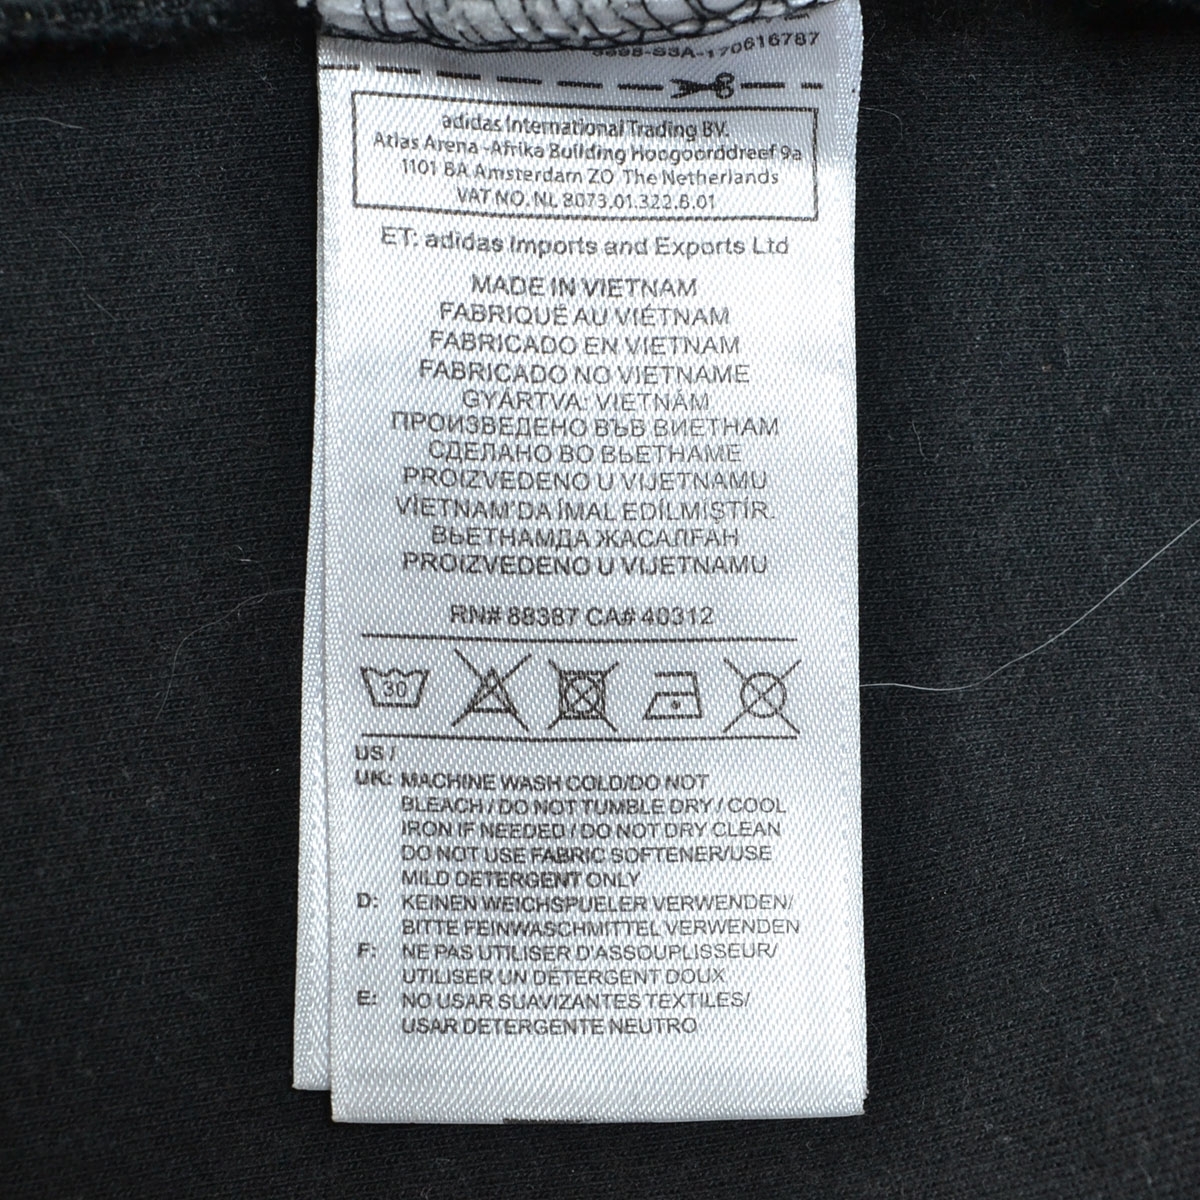 S3A-170616787
adidas International Trading BV.
Atlas Arena -Afrika Building Hoogoorddreef 9a
1101 BA Amsterdam ZO The Netherlands
VAT NO. NL 8073.01.322.B.01
ET: adidas Imports and Exports Ltd
MADE IN VIETNAM
FABRIQUÉ AU VIÊTNAM
FABRICADO EN VIETNAM
FABRICADO NO VIETNAME
GYÁRTVA: VIETNÁM
ПРОИЗВЕДЕНО ВЪВ ВИЕТНАМ
СДЕЛАНО ВО ВЬЕТНАМЕ
PROIZVEDENO U VIJETNAMU
VİETNAM'DA İMAL EDİLMİŞTİR.
ВЬЕТНАМДА ЖАСАЛҒАН
PROIZVEDENO U VIJETNAMU
RN# 88387 CA# 40312
30
US /
UK: MACHINE WASH COLD/DO NOT
BLEACH / DO NOT TUMBLE DRY / COOL
IRON IF NEEDED / DO NOT DRY CLEAN
DO NOT USE FABRIC SOFTENER/USE
MILD DETERGENT ONLY
D: KEINEN WEICHSPUELER VERWENDEN/
BITTE FEINWASCHMITTEL VERWENDEN
F: NE PAS UTILISER D'ASSOUPLISSEUR/
UTILISER UN DÉTERGENT DOUX
E: NO USAR SUAVIZANTES TEXTILES/
USAR DETERGENTE NEUTRO